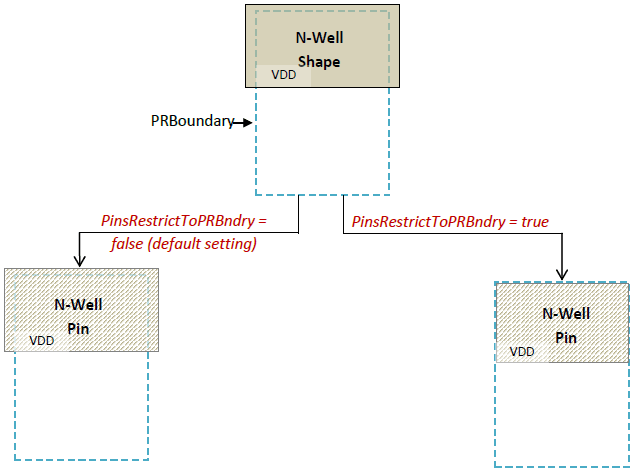 N-Well
Shape
VDD
PRBoundary
PinsRestrictToPRBndry =
false (default setting)
PinsRestrictToPRBndry = true
N-Well
Pin
VDD
N-Well
Pin
VDD